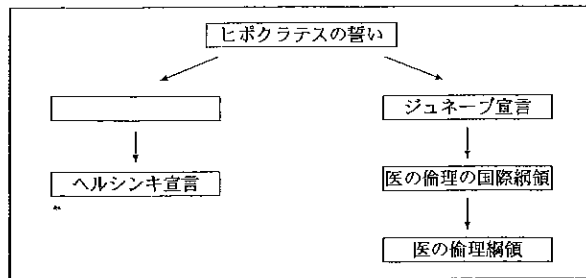 ヒポクラテスの誓い
ジュネーブ宣言
ヘルシンキ宣言
医の倫理の国際綱領
医の倫理綱領